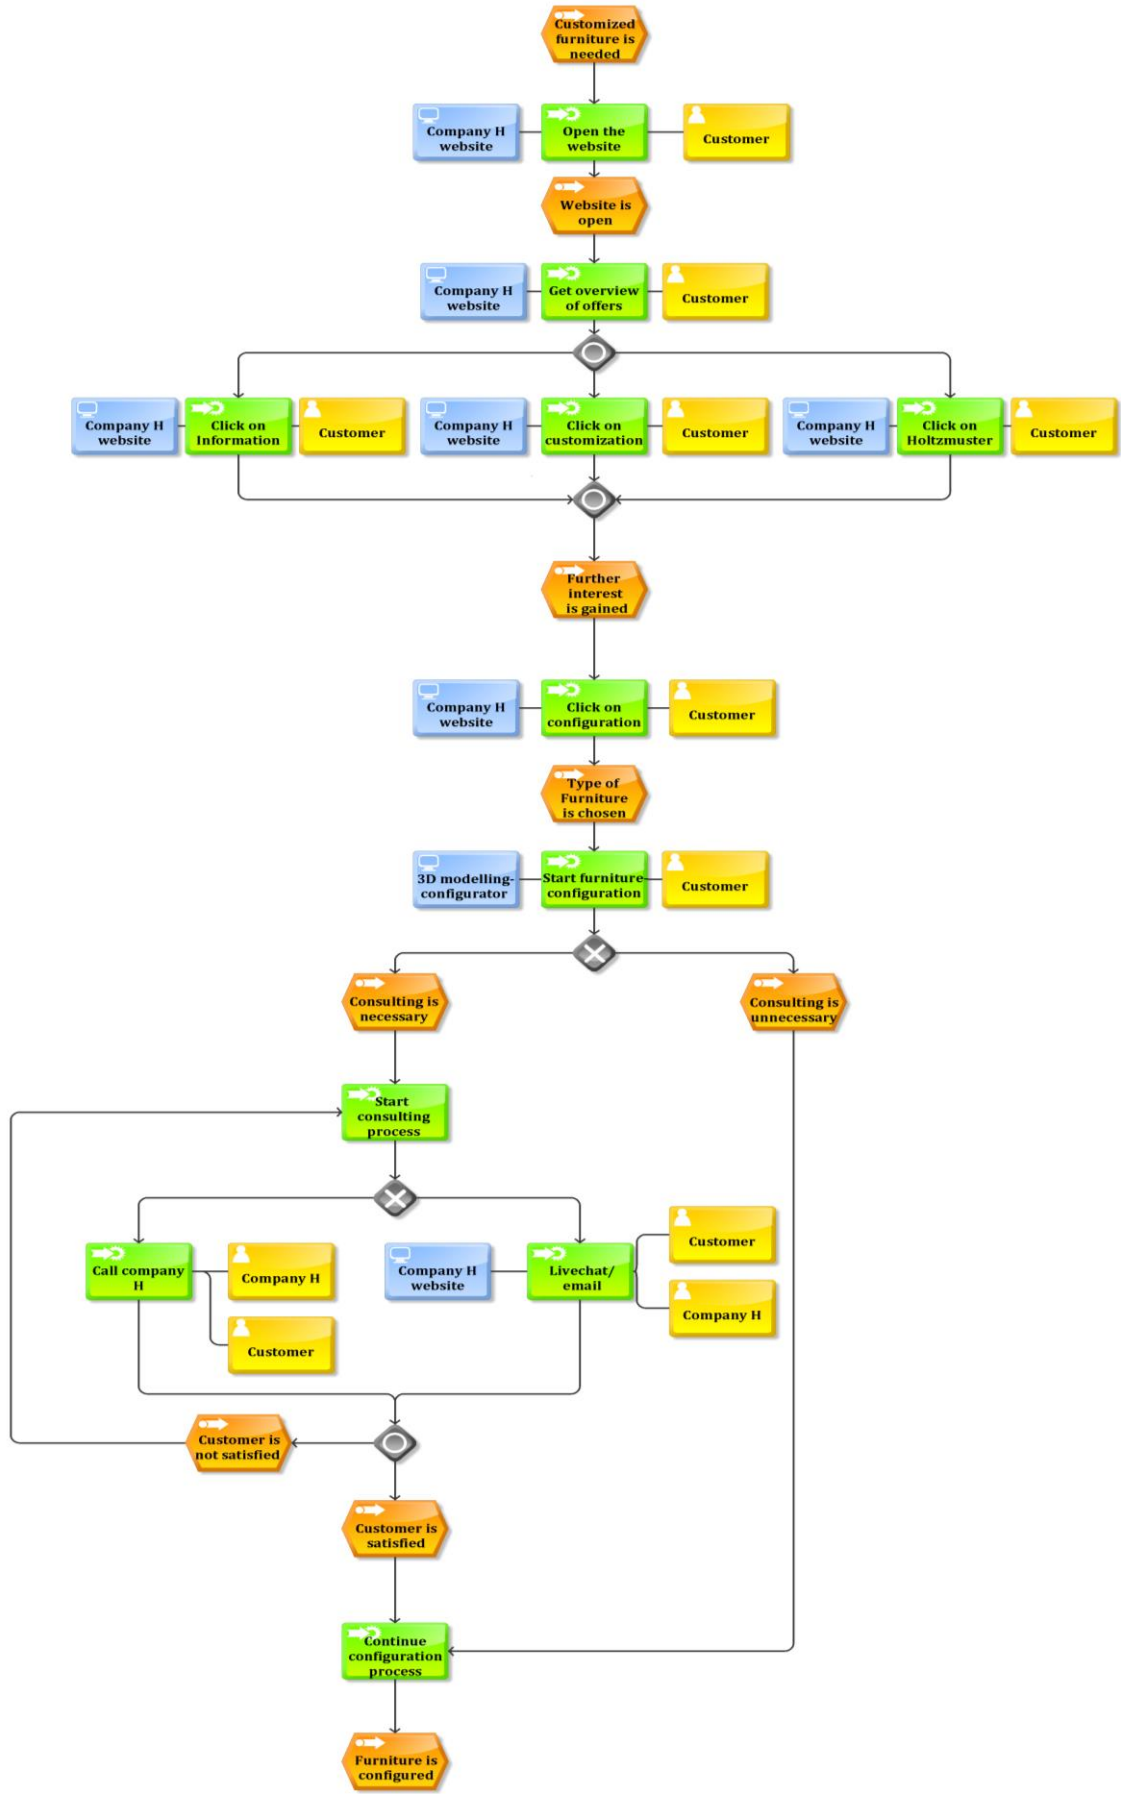 Customized
furniture is
needed
Company H
website
Open the
website
Customer
Website is
open
Company H
website
Get overview
of offers
Customer
Company H
website
Click on
Information
Customer
Company H
website
Click on
customization
Customer
Company H
website
Click on
Holtzmuster
Customer
Further
interest
is gained
Company H
website
Click on
configuration
Customer
Type of
Furniture
is chosen
3D modelling-
configurator
Start furniture-
configuration
Customer
Consulting is
necessary
Consulting is
unnecessary
Start
consulting
process
Call company
H
Company H
Customer
Company H
website
Livechat/
email
Customer
Company H
Customer is
not satisfied
Customer is
satisfied
Continue
configuration
process
Furniture is
configured